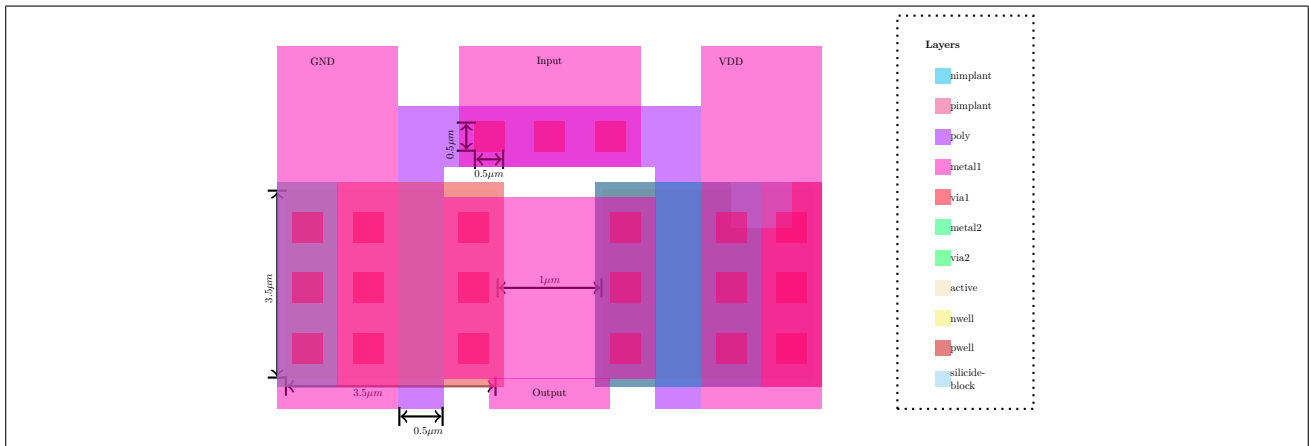 GND
Input
VDD
0.5μm
0.5μm
3.5μm
1μm
3.5μm
Output
0.5μm
Layers
nimplant
pimplant
poly
metal1
via1
metal2
via2
active
nwell
pwell
silicide-
block